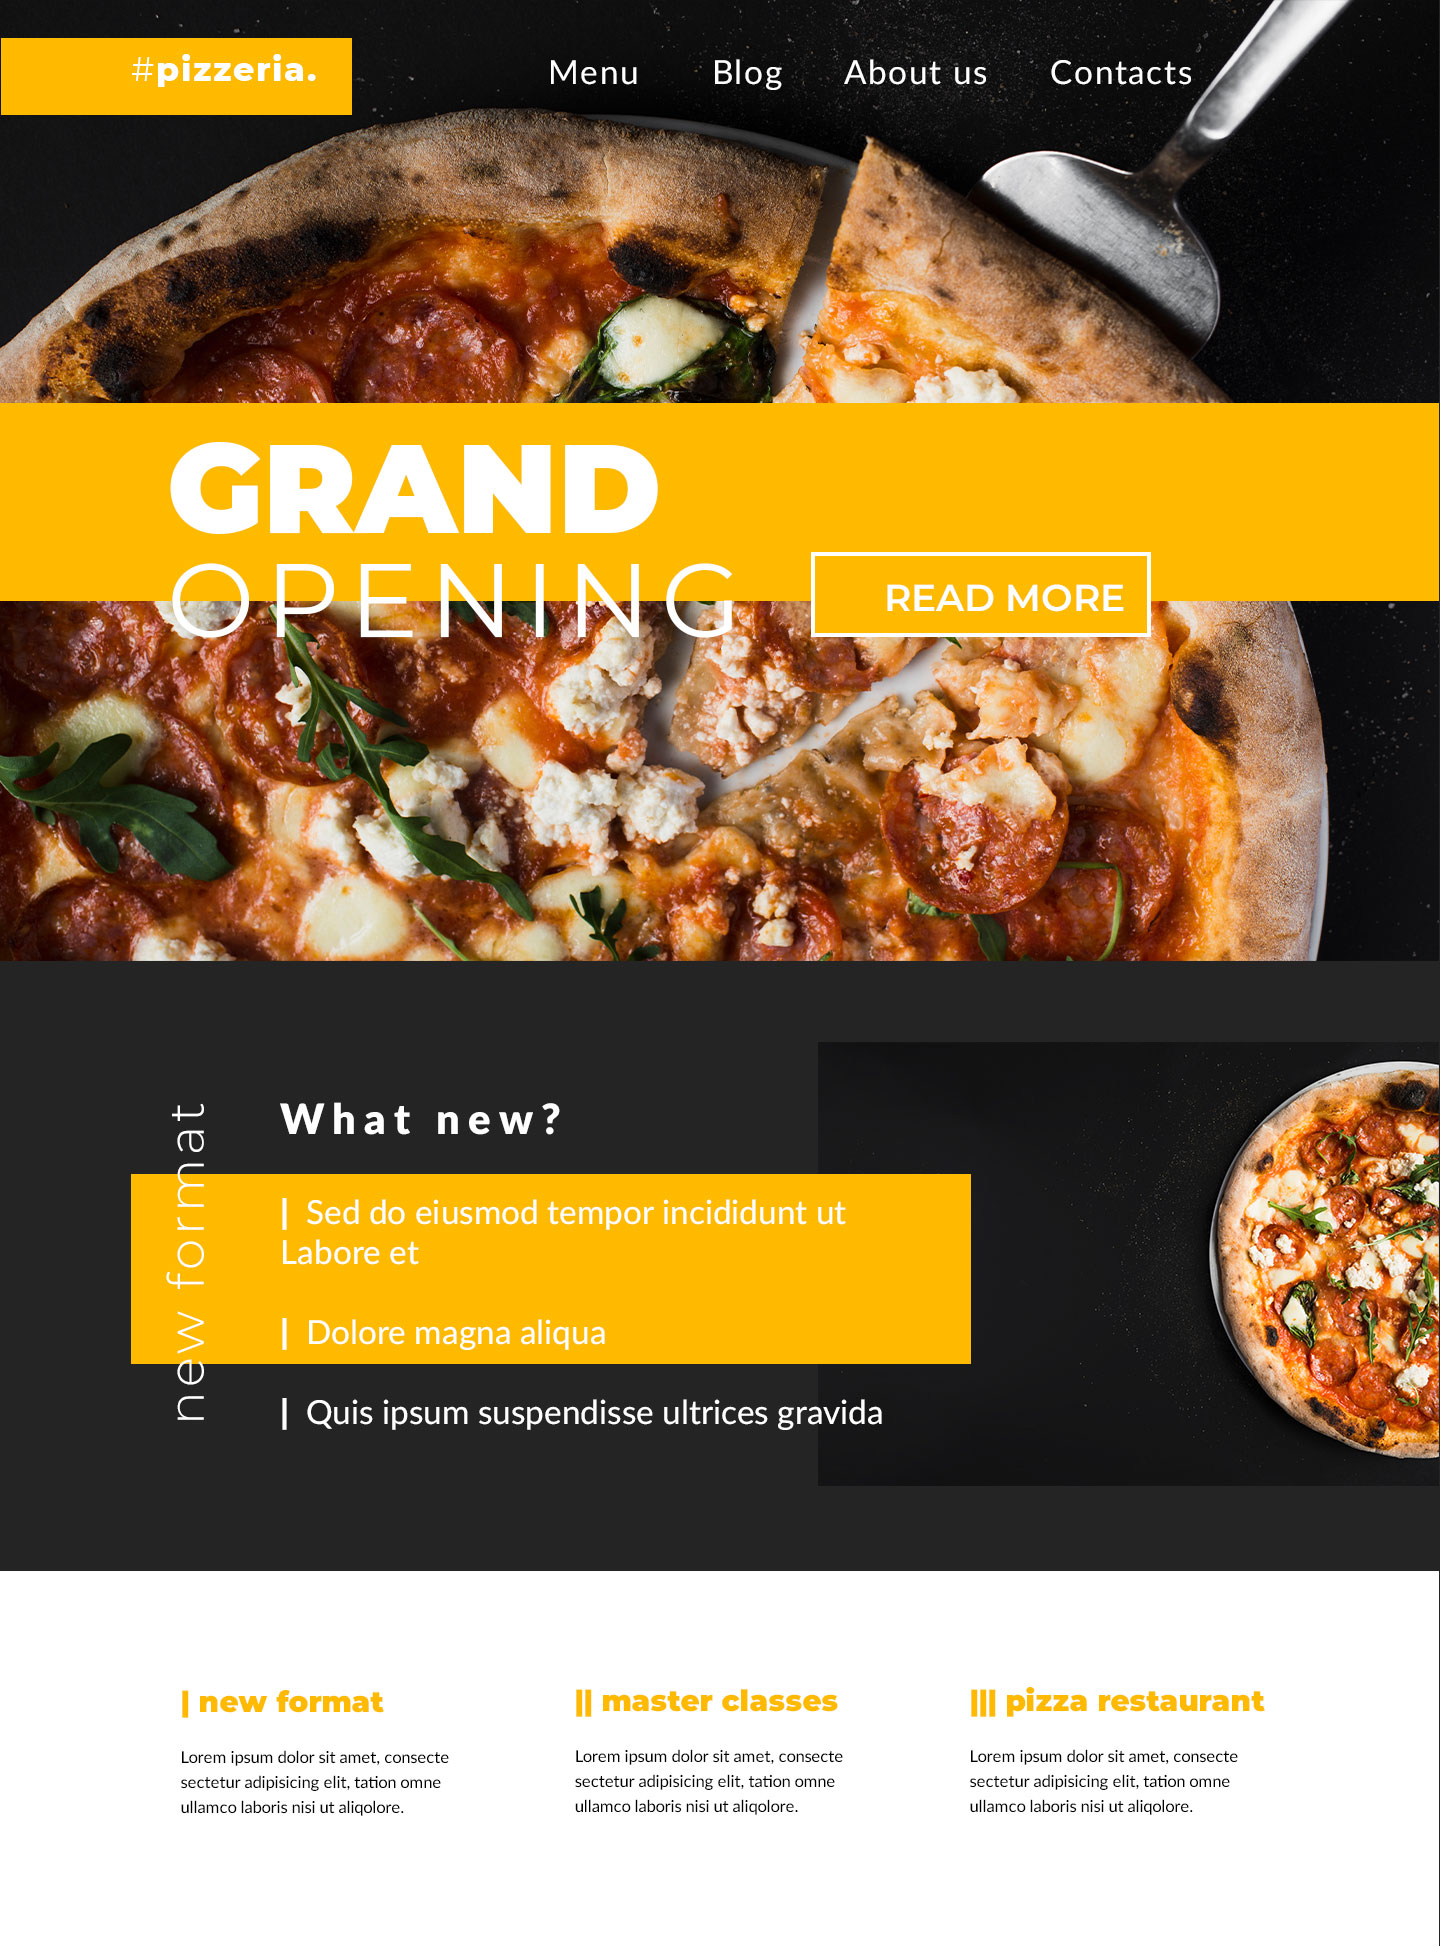 #pizzeria.
Menu Blog About us Contacts
GRAND
OPENING
READ MORE
new format
What new?
| Sed do eiusmod tempor incididunt ut
Labore et
| Dolore magna aliqua
| Quis ipsum suspendisse ultrices gravida
| new format
Lorem ipsum dolor sit amet, consecte
sectetur adipisicing elit, tation omne
ullamco laboris nisi ut aliqolore.
|| master classes
Lorem ipsum dolor sit amet, consecte
sectetur adipisicing elit, tation omne
ullamco laboris nisi ut aliqolore.
||| pizza restaurant
Lorem ipsum dolor sit amet, consecte
sectetur adipisicing elit, tation omne
ullamco laboris nisi ut aliqolore.